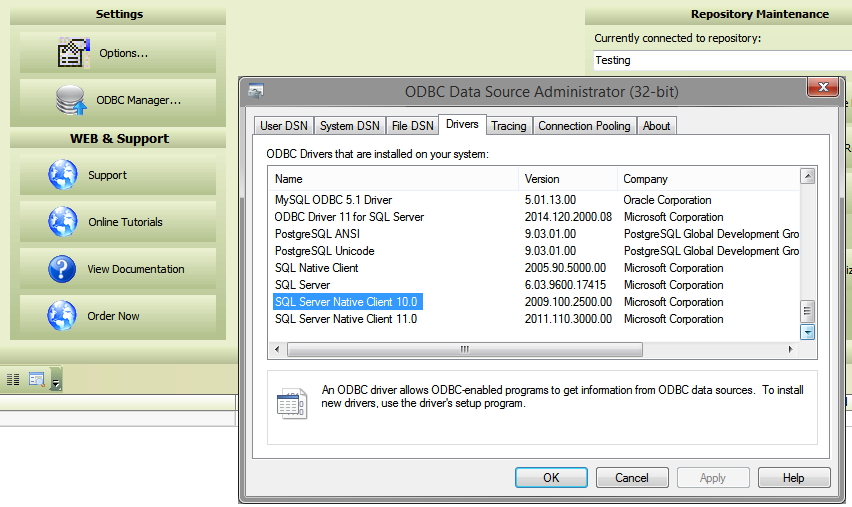 Settings
Options...
ODBC Manager...
WEB & Support
Support
Online Tutorials
View Documentation
Order Now
Repository Maintenance
Currently connected to repository:
Testing
ODBC Data Source Administrator (32-bit)
User DSN System DSN File DSN Drivers Tracing Connection Pooling About
ODBC Drivers that are installed on your system:
Name Version Company
MySQL ODBC 5.1 Driver 5.01.13.00 Oracle Corporation
ODBC Driver 11 for SQL Server 2014.120.2000.08 Microsoft Corporation
PostgreSQL ANSI 9.03.01.00 PostgreSQL Global Development Gro
PostgreSQL Unicode 9.03.01.00 PostgreSQL Global Development Gro
SQL Native Client 2005.90.5000.00 Microsoft Corporation
SQL Server 6.03.9600.17415 Microsoft Corporation
SQL Server Native Client 10.0 2009.100.2500.00 Microsoft Corporation
SQL Server Native Client 11.0 2011.110.3000.00 Microsoft Corporation
An ODBC driver allows ODBC-enabled programs to get information from ODBC data sources. To install
new drivers, use the driver's setup program.
OK Cancel Apply Help